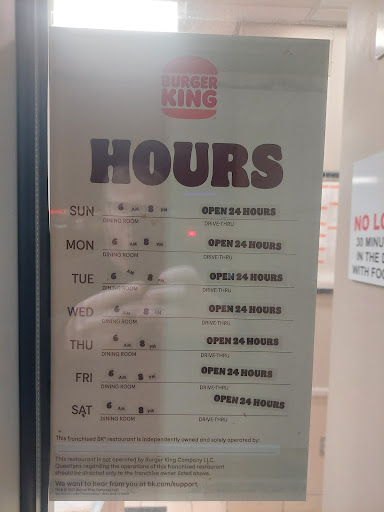 BURGER
KING
HOURS
SUN 6 AM 8 PM OPEN 24 HOURS
DINING ROOM DRIVE-THRU
MON 6 AM 8 PM OPEN 24 HOURS
DINING ROOM DRIVE-THRU
TUE 6 AM 8 PM OPEN 24 HOURS
DINING ROOM DRIVE-THRU
WED 6 AM 8 PM OPEN 24 HOURS
DINING ROOM DRIVE-THRU
THU 6 AM 8 PM OPEN 24 HOURS
DINING ROOM DRIVE-THRU
FRI 6 AM 8 PM OPEN 24 HOURS
DINING ROOM DRIVE-THRU
SAT 6 AM 8 PM OPEN 24 HOURS
DINING ROOM DRIVE-THRU
This franchised BK® restaurant is independently owned and solely operated by:
This restaurant is not operated by Burger King Company LLC.
Questions regarding the operations of this franchised restaurant
should be directed only to the franchise owner listed above.
We want to hear from you at bk.com/support
NO LO
30 MINU
IN THE D
WITH FOO